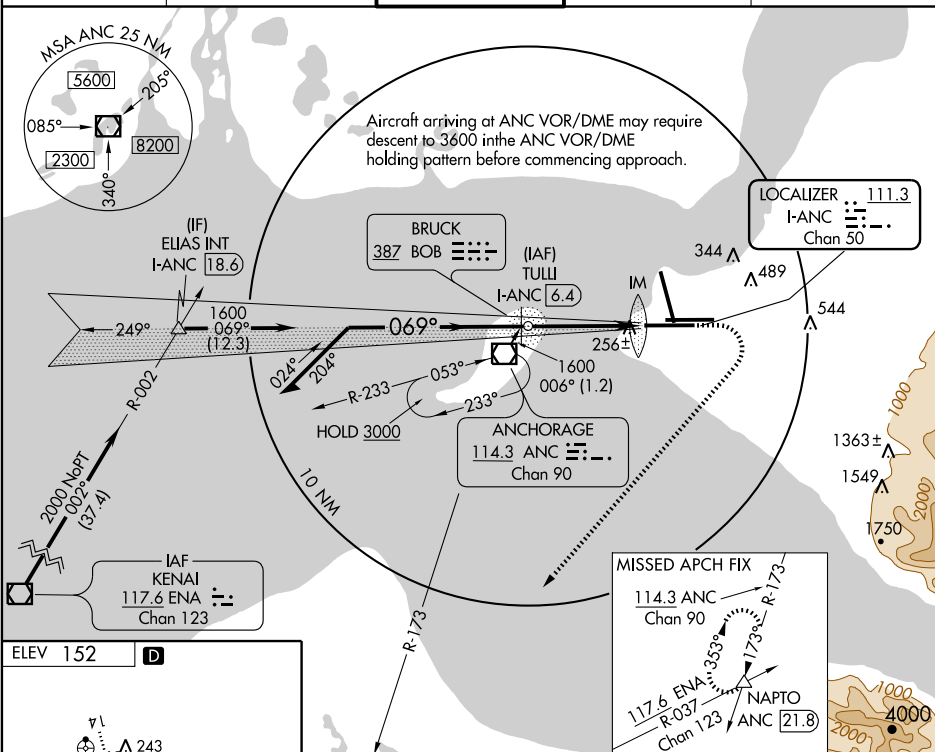 MSA ANC 25 NM
5600
205°
085°
8200
2300
340°
Aircraft arriving at ANC VOR/DME may require
descent to 3600 inthe ANC VOR/DME
holding pattern before commencing approach.
LOCALIZER 111.3
I-ANC
Chan 50
(IF)
ELIAS INT
I-ANC 18.6
BRUCK
387 BOB
(IAF)
TULLI
I-ANC 6.4
IM
344
489
544
249°
1600
069°
(12.3)
069°
256±
024°
204°
R-233
053°
233°
1600
006° (1.2)
HOLD 3000
R-002
ANCHORAGE
114.3 ANC
Chan 90
10 NM
2000 NoPT
002°
(37.4)
1000
1363±
1549
2000
1750
IAF
KENAI
117.6 ENA
Chan 123
R-173
MISSED APCH FIX
114.3 ANC
Chan 90
R-173
353°
173°
117.6 ENA
R-037
Chan 123
NAPTO
ANC 21.8
1000
2000
4000
ELEV 152
D
14
243